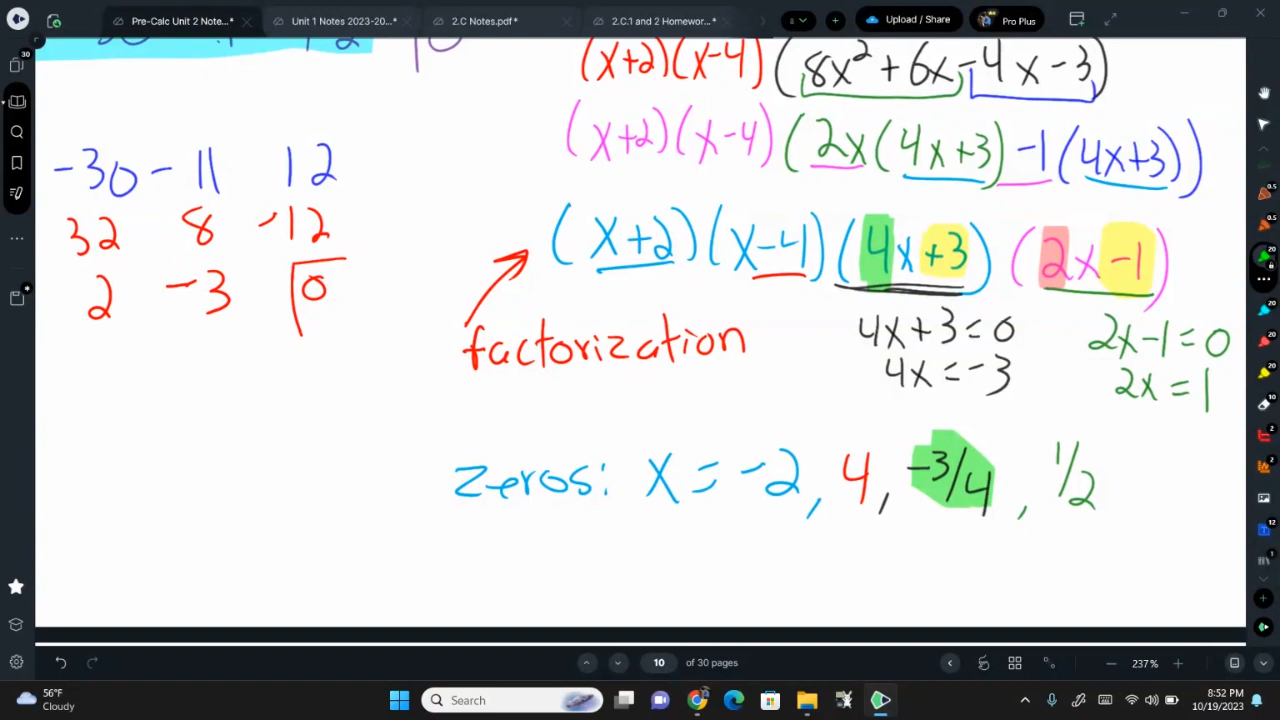 Pre-Calc Unit 2 Note...*
Unit 1 Notes 2023-20...*
2.C Notes.pdf*
2.C.1 and 2 Homewor...*
Upload / Share
Pro Plus
(x+2)(x-4)(8x²+6x-4x-3)
(x+2)(x-4)(2x(4x+3)-1(4x+3))
-30 -11 12
32 8 -12
2 -3 0
(x+2)(x-4)(4x+3)(2x-1)
factorization
4x+3=0
4x=-3
2x-1=0
2x=1
zeros: x = -2, 4, -3/4, 1/2
10 of 30 pages
237%
56°F
Cloudy
Search
8:52 PM
10/19/2023